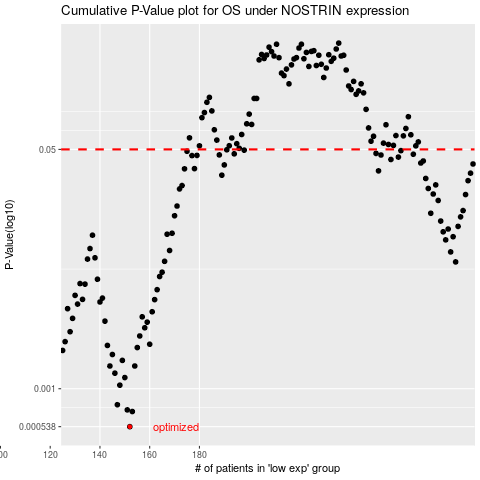 Cumulative P-Value plot for OS under NOSTRIN expression
P-Value(log10)
0.05
0.001
0.000538
optimized
00 120 140 160 180
# of patients in 'low exp' group